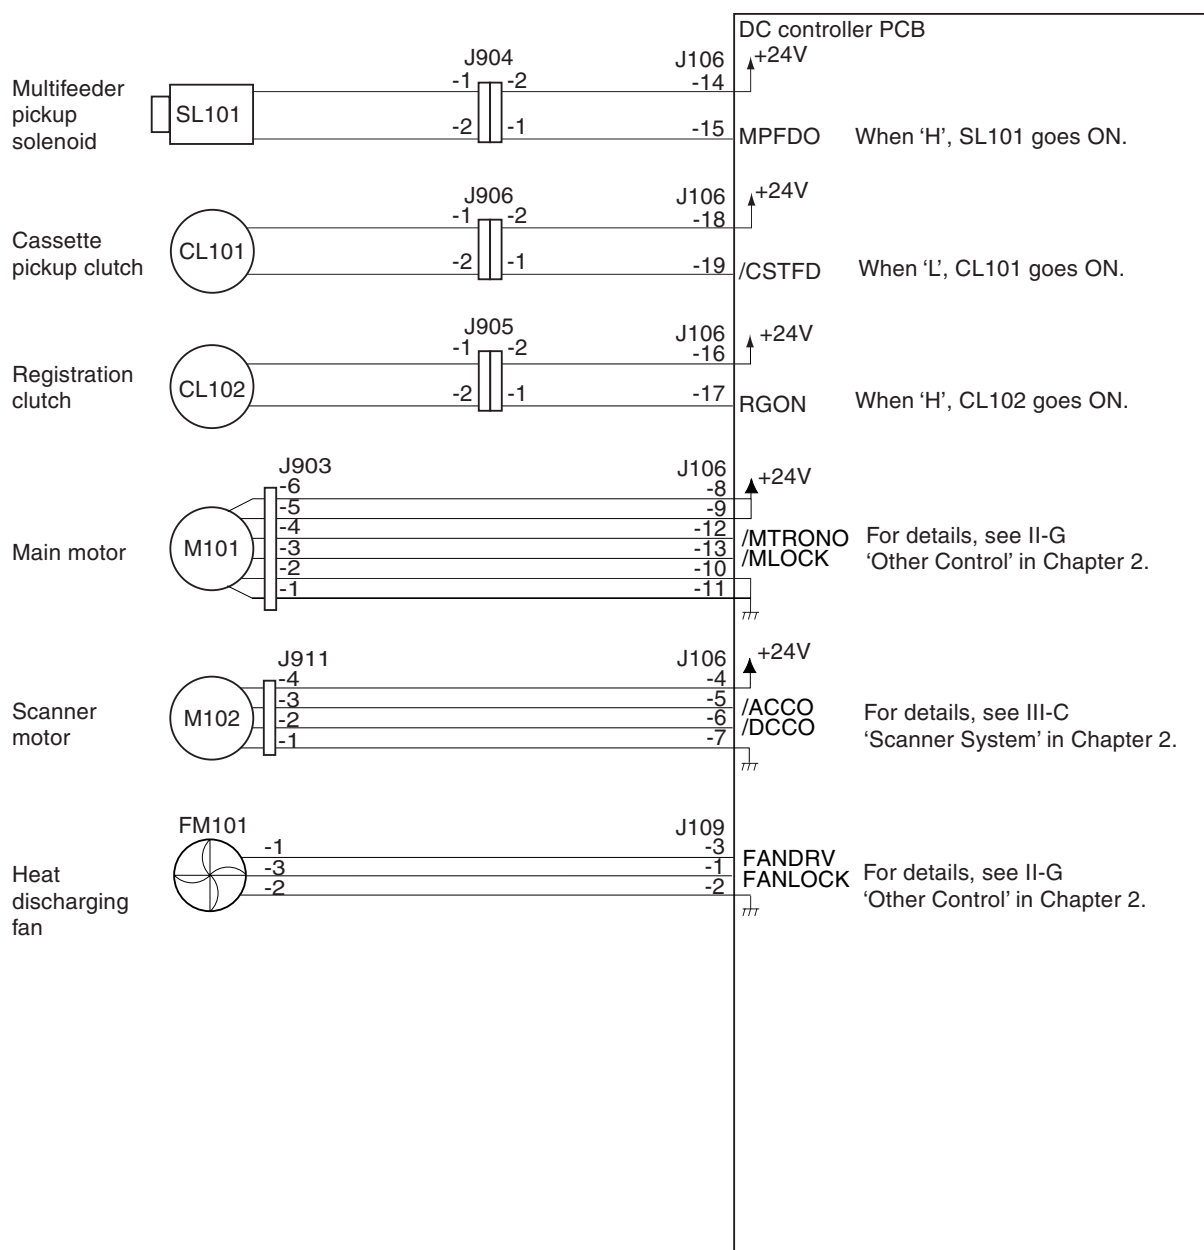 DC controller PCB
Multifeeder
pickup
solenoid
SL101
J904
-1 -2
-2 -1
J106
-14
-15
+24V
MPFDO
When ‘H’, SL101 goes ON.
Cassette
pickup clutch
CL101
J906
-1 -2
-2 -1
J106
-18
-19
+24V
/CSTFD
When ‘L’, CL101 goes ON.
Registration
clutch
CL102
J905
-1 -2
-2 -1
J106
-16
-17
+24V
RGON
When ‘H’, CL102 goes ON.
Main motor
M101
J903
-6
-5
-4
-3
-2
-1
J106
-8
-9
-12
-13
-10
-11
+24V
/MTRONO
/MLOCK
For details, see II-G
‘Other Control’ in Chapter 2.
Scanner
motor
M102
J911
-4
-3
-2
-1
J106
-4
-5
-6
-7
+24V
/ACCO
/DCCO
For details, see III-C
‘Scanner System’ in Chapter 2.
Heat
discharging
fan
FM101
-1
-3
-2
J109
-3
-1
-2
FANDRV
FANLOCK
For details, see II-G
‘Other Control’ in Chapter 2.